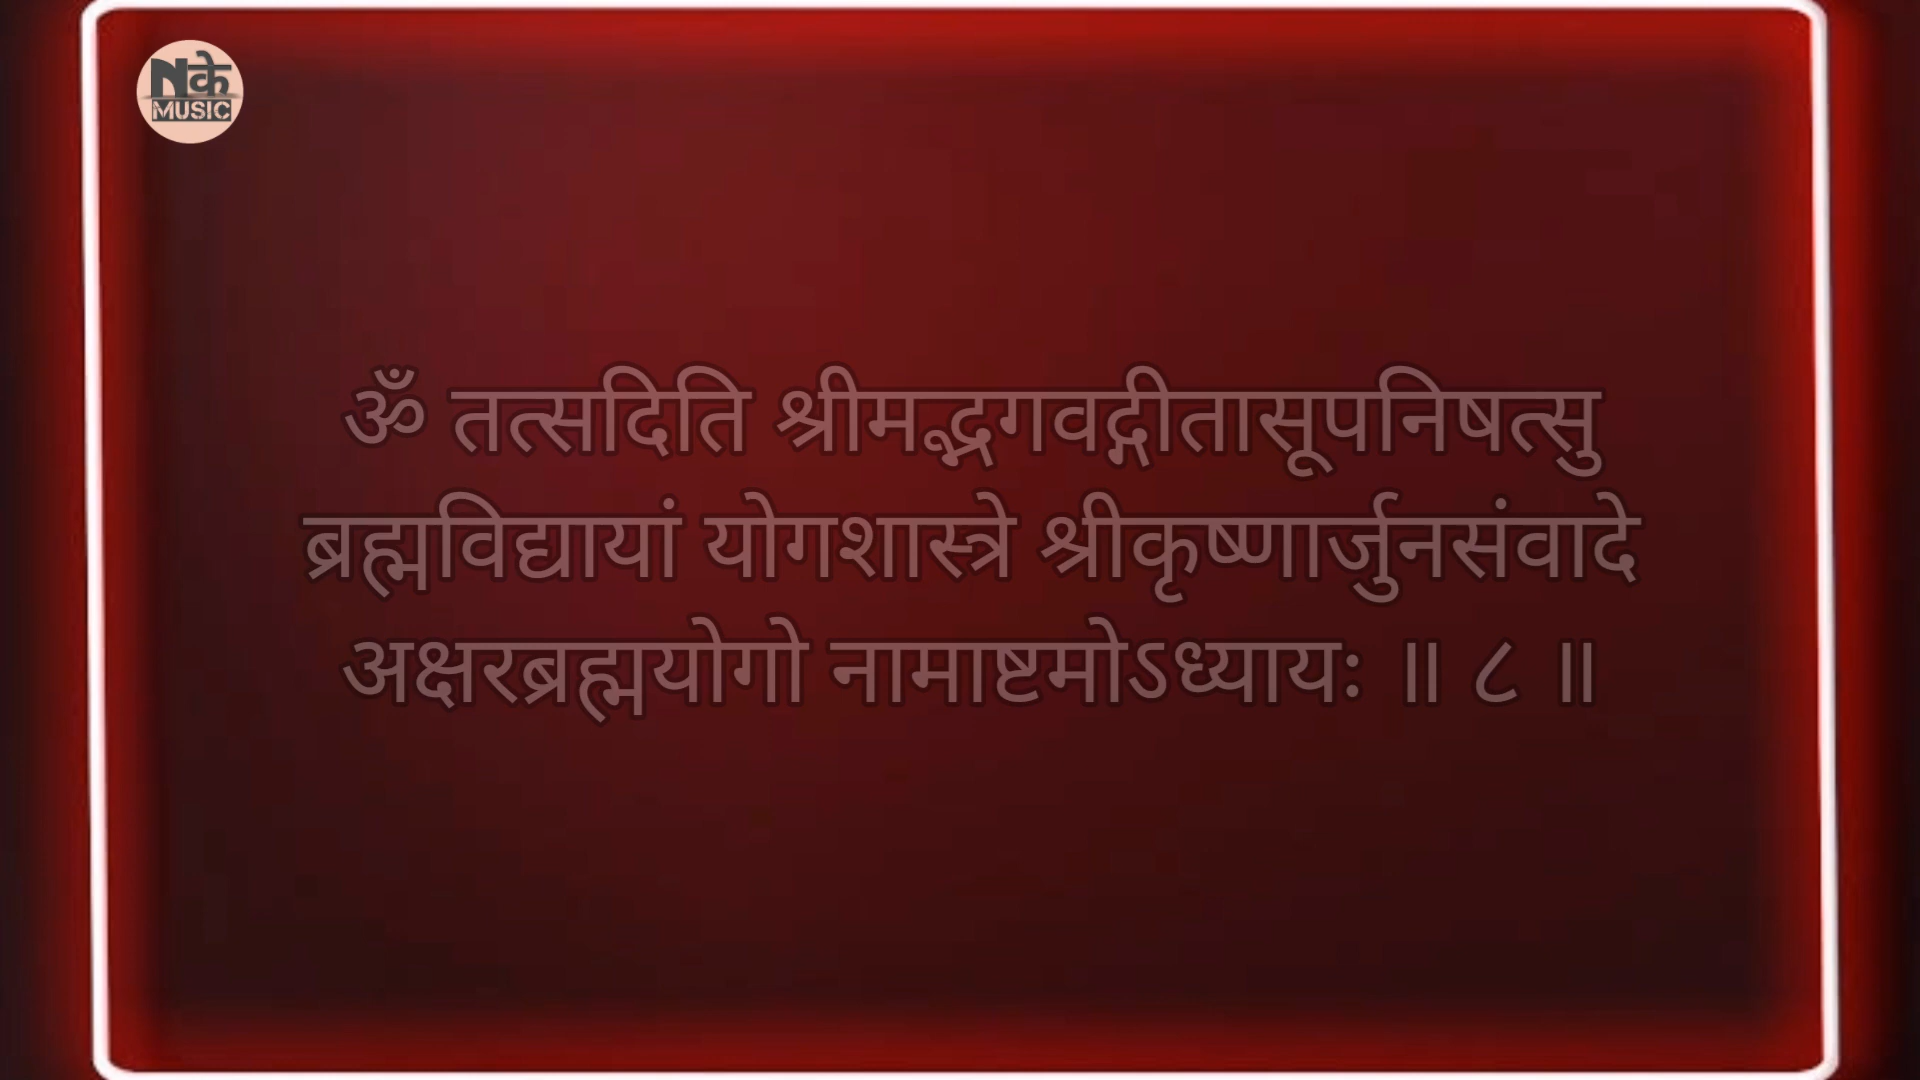 Nके
MUSIC
ॐ तत्सदिति श्रीमद्भगवद्गीतासूपनिषत्सु
ब्रह्मविद्यायां योगशास्त्रे श्रीकृष्णार्जुनसंवादे
अक्षरब्रह्मयोगो नामाष्टमोऽध्यायः ॥ ८ ॥